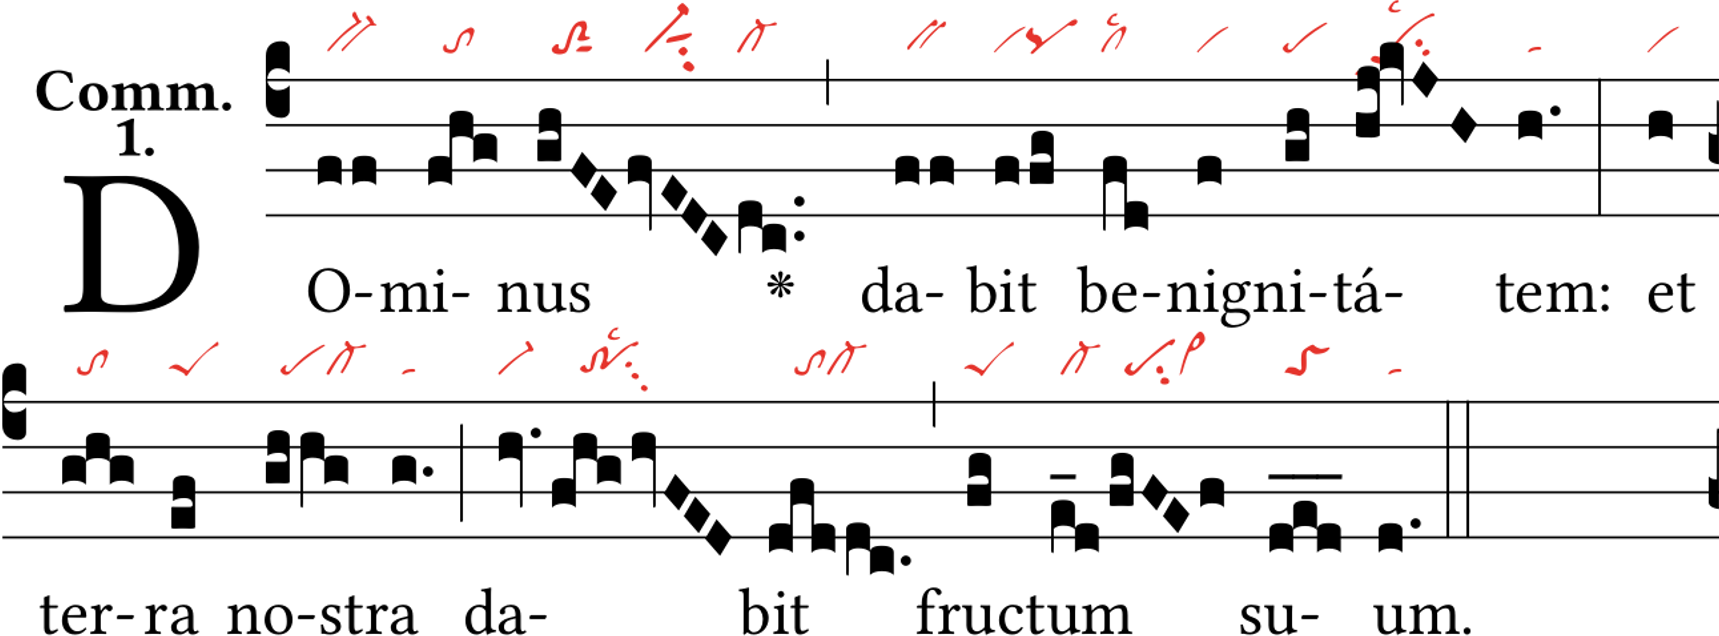 Comm.
1.
DO-mi- nus * da- bit be-nigni-tá- tem: et
ter-ra no-stra da- bit fructum su- um.